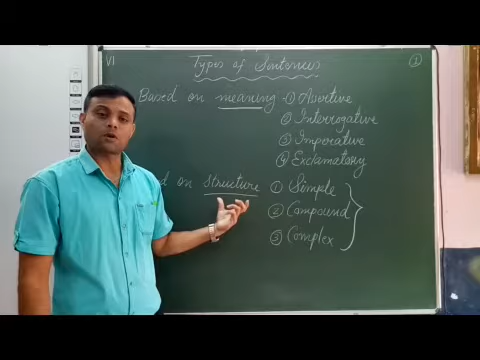 VI
Types of Sentences
①
Based on meaning - ① Assertive
② Interrogative
③ Imperative
④ Exclamatory
d on Structure
① Simple
② Compound
③ Complex